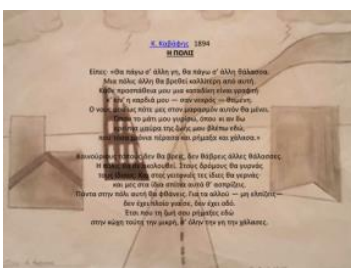 Κ. Καβάφης 1894
Η ΠΟΛΙΣ
Είπες· «Θα πάγω σ' άλλη γη, θα πάγω σ' άλλη θάλασσα.
Μια πόλις άλλη θα βρεθεί καλλίτερη από αυτή.
Κάθε προσπάθεια μου μια καταδίκη είναι γραφτή·
κ' είν' η καρδιά μου — σαν νεκρός — θαμένη.
Ο νους μου ως πότε μες στον μαρασμόν αυτόν θα μένει.
Όπου το μάτι μου γυρίσω, όπου κι αν δω
ερείπια μαύρα της ζωής μου βλέπω εδώ,
που τόσα χρόνια πέρασα και ρήμαξα και χάλασα.»
Καινούριους τόπους δεν θα βρεις, δεν θάβρεις άλλες θάλασσες.
Η πόλις θα σε ακολουθεί. Στους δρόμους θα γυρνάς
τους ίδιους. Και στες γειτονιές τες ίδιες θα γερνάς·
και μες στα ίδια σπίτια αυτά θ' ασπρίζεις.
Πάντα στην πόλι αυτή θα φθάνεις. Για τα αλλού — μη ελπίζεις —
δεν έχει πλοίο για σε, δεν έχει οδό.
Έτσι που τη ζωή σου ρήμαξες εδώ
στην κώχη τούτη την μικρή, σ' όλην την γη την χάλασες.